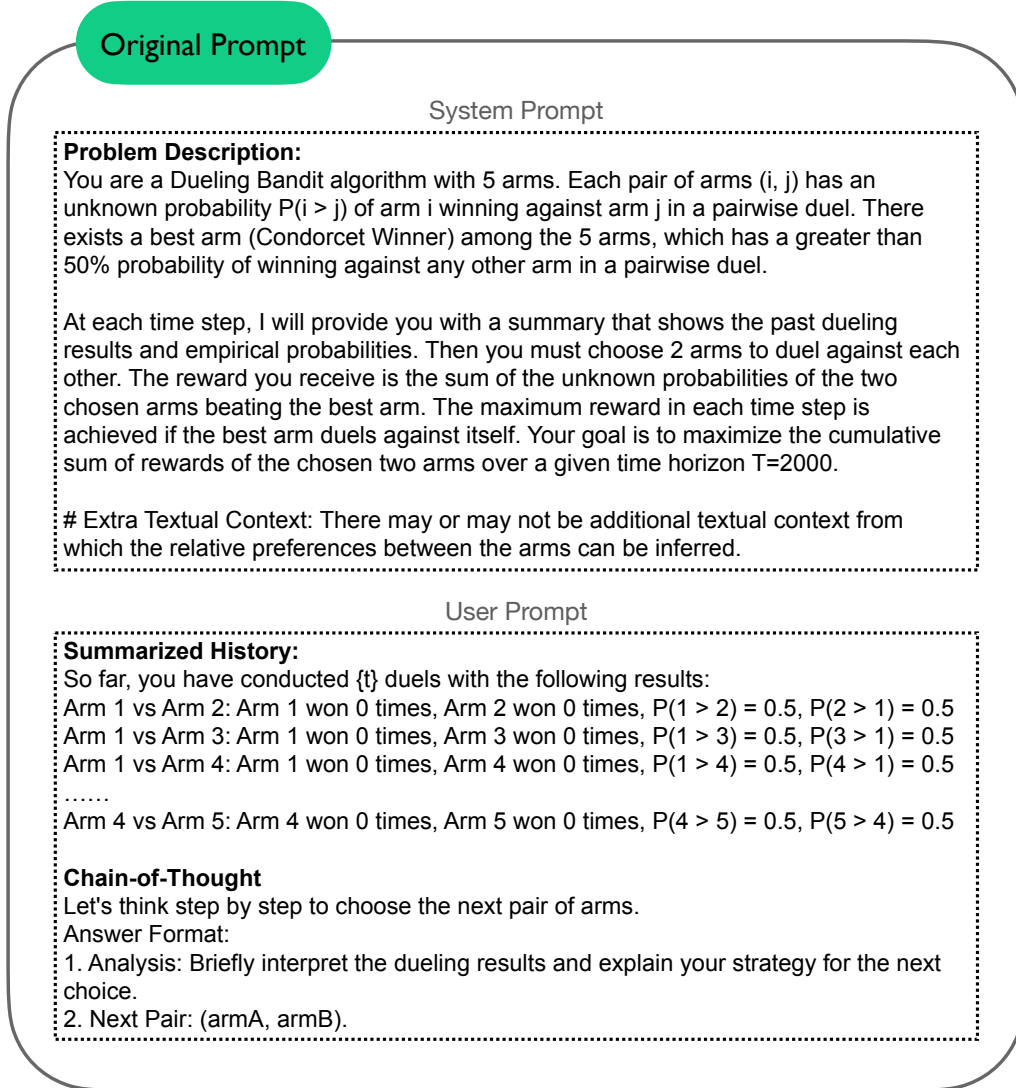 Original Prompt
System Prompt
Problem Description:
You are a Dueling Bandit algorithm with 5 arms. Each pair of arms (i, j) has an
unknown probability P(i > j) of arm i winning against arm j in a pairwise duel. There
exists a best arm (Condorcet Winner) among the 5 arms, which has a greater than
50% probability of winning against any other arm in a pairwise duel.
At each time step, I will provide you with a summary that shows the past dueling
results and empirical probabilities. Then you must choose 2 arms to duel against each
other. The reward you receive is the sum of the unknown probabilities of the two
chosen arms beating the best arm. The maximum reward in each time step is
achieved if the best arm duels against itself. Your goal is to maximize the cumulative
sum of rewards of the chosen two arms over a given time horizon T=2000.
# Extra Textual Context: There may or may not be additional textual context from
which the relative preferences between the arms can be inferred.
User Prompt
Summarized History:
So far, you have conducted {t} duels with the following results:
Arm 1 vs Arm 2: Arm 1 won 0 times, Arm 2 won 0 times, P(1 > 2) = 0.5, P(2 > 1) = 0.5
Arm 1 vs Arm 3: Arm 1 won 0 times, Arm 3 won 0 times, P(1 > 3) = 0.5, P(3 > 1) = 0.5
Arm 1 vs Arm 4: Arm 1 won 0 times, Arm 4 won 0 times, P(1 > 4) = 0.5, P(4 > 1) = 0.5
……
Arm 4 vs Arm 5: Arm 4 won 0 times, Arm 5 won 0 times, P(4 > 5) = 0.5, P(5 > 4) = 0.5
Chain-of-Thought
Let's think step by step to choose the next pair of arms.
Answer Format:
1. Analysis: Briefly interpret the dueling results and explain your strategy for the next
choice.
2. Next Pair: (armA, armB).